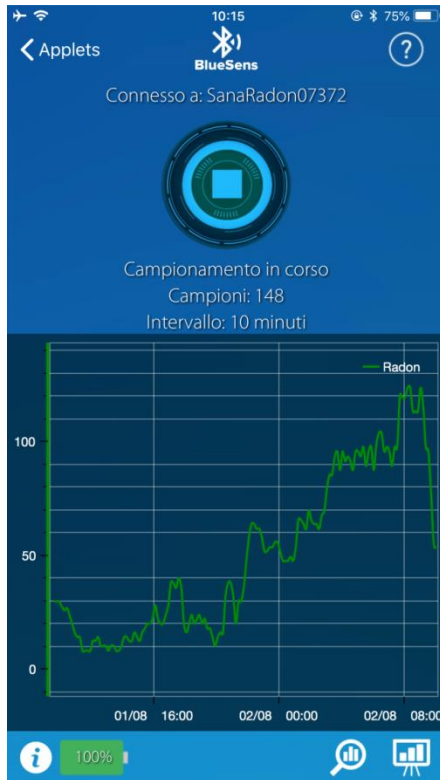 10:15
75%
Applets
BlueSens
?
Connesso a: SanaRadon07372
Campionamento in corso
Campioni: 148
Intervallo: 10 minuti
Radon
100
50
0
01/08 16:00 02/08 00:00 02/08 08:00
i
100%